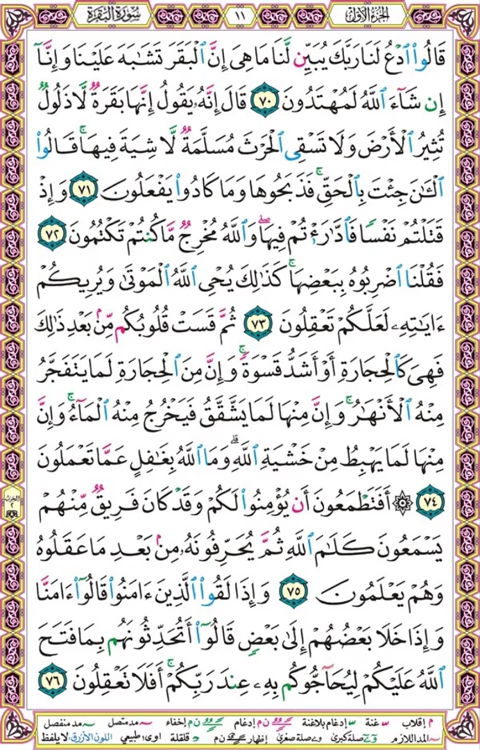 الجزء الأول
١١
سورة البقرة
قَالُوا۟ ٱدْعُ لَنَا رَبَّكَ يُبَيِّن لَّنَا مَا هِىَ إِنَّ ٱلْبَقَرَ تَشَـٰبَهَ عَلَيْنَا وَإِنَّآ
إِن شَآءَ ٱللَّهُ لَمُهْتَدُونَ ٧٠ قَالَ إِنَّهُۥ يَقُولُ إِنَّهَا بَقَرَةٌ لَّا ذَلُولٌ
تُثِيرُ ٱلْأَرْضَ وَلَا تَسْقِى ٱلْحَرْثَ مُسَلَّمَةٌ لَّا شِيَةَ فِيهَا ۚ قَالُوا۟
ٱلْـَٔـٰنَ جِئْتَ بِٱلْحَقِّ ۚ فَذَبَحُوهَا وَمَا كَادُوا۟ يَفْعَلُونَ ٧١ وَإِذْ
قَتَلْتُمْ نَفْسًا فَٱدَّٰرَْٰٔتُمْ فِيهَا ۖ وَٱللَّهُ مُخْرِجٌ مَّا كُنتُمْ تَكْتُمُونَ ٧٢
فَقُلْنَا ٱضْرِبُوهُ بِبَعْضِهَا ۚ كَذَٰلِكَ يُحْىِ ٱللَّهُ ٱلْمَوْتَىٰ وَيُرِيكُمْ
ءَايَـٰتِهِۦ لَعَلَّكُمْ تَعْقِلُونَ ٧٣ ثُمَّ قَسَتْ قُلُوبُكُم مِّنۢ بَعْدِ ذَٰلِكَ
فَهِىَ كَٱلْحِجَارَةِ أَوْ أَشَدُّ قَسْوَةً ۚ وَإِنَّ مِنَ ٱلْحِجَارَةِ لَمَا يَتَفَجَّرُ
مِنْهُ ٱلْأَنْهَـٰرُ ۚ وَإِنَّ مِنْهَا لَمَا يَشَّقَّقُ فَيَخْرُجُ مِنْهُ ٱلْمَآءُ ۚ وَإِنَّ
مِنْهَا لَمَا يَهْبِطُ مِنْ خَشْيَةِ ٱللَّهِ ۗ وَمَا ٱللَّهُ بِغَـٰفِلٍ عَمَّا تَعْمَلُونَ
٧٤ ۞ أَفَتَطْمَعُونَ أَن يُؤْمِنُوا۟ لَكُمْ وَقَدْ كَانَ فَرِيقٌ مِّنْهُمْ
يَسْمَعُونَ كَلَـٰمَ ٱللَّهِ ثُمَّ يُحَرِّفُونَهُۥ مِنۢ بَعْدِ مَا عَقَلُوهُ
وَهُمْ يَعْلَمُونَ ٧٥ وَإِذَا لَقُوا۟ ٱلَّذِينَ ءَامَنُوا۟ قَالُوٓا۟ ءَامَنَّا
وَإِذَا خَلَا بَعْضُهُمْ إِلَىٰ بَعْضٍ قَالُوٓا۟ أَتُحَدِّثُونَهُم بِمَا فَتَحَ
ٱللَّهُ عَلَيْكُمْ لِيُحَآجُّوكُم بِهِۦ عِندَ رَبِّكُمْ ۚ أَفَلَا تَعْقِلُونَ ٧٦